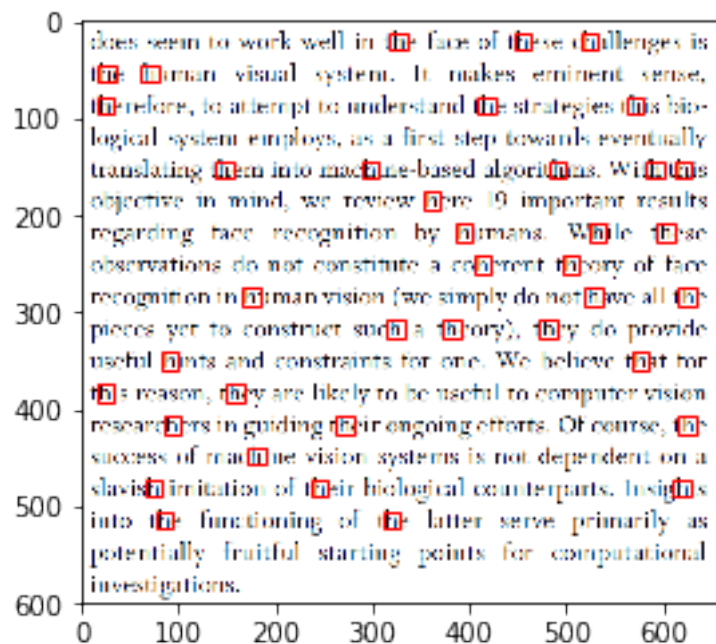 0
does seem to work well in the face of these challenges is
the human visual system. It makes eminent sense,
100
therefore, to attempt to understand the strategies this bio-
logical system employs, as a first step towards eventually
translating them into machine-based algorithms. With this
200
objective in mind, we review here 19 important results
regarding face recognition by humans. While these
observations do not constitute a coherent theory of face
300
recognition in human vision (we simply do not have all the
pieces yet to construct such a theory), they do provide
useful hints and constraints for one. We believe that for
400
this reason, they are likely to be useful to computer vision
researchers in guiding their ongoing efforts. Of course, the
success of machine vision systems is not dependent on a
500
slavish imitation of their biological counterparts. Insights
into the functioning of the latter serve primarily as
potentially fruitful starting points for computational
investigations.
600
0 100 200 300 400 500 600